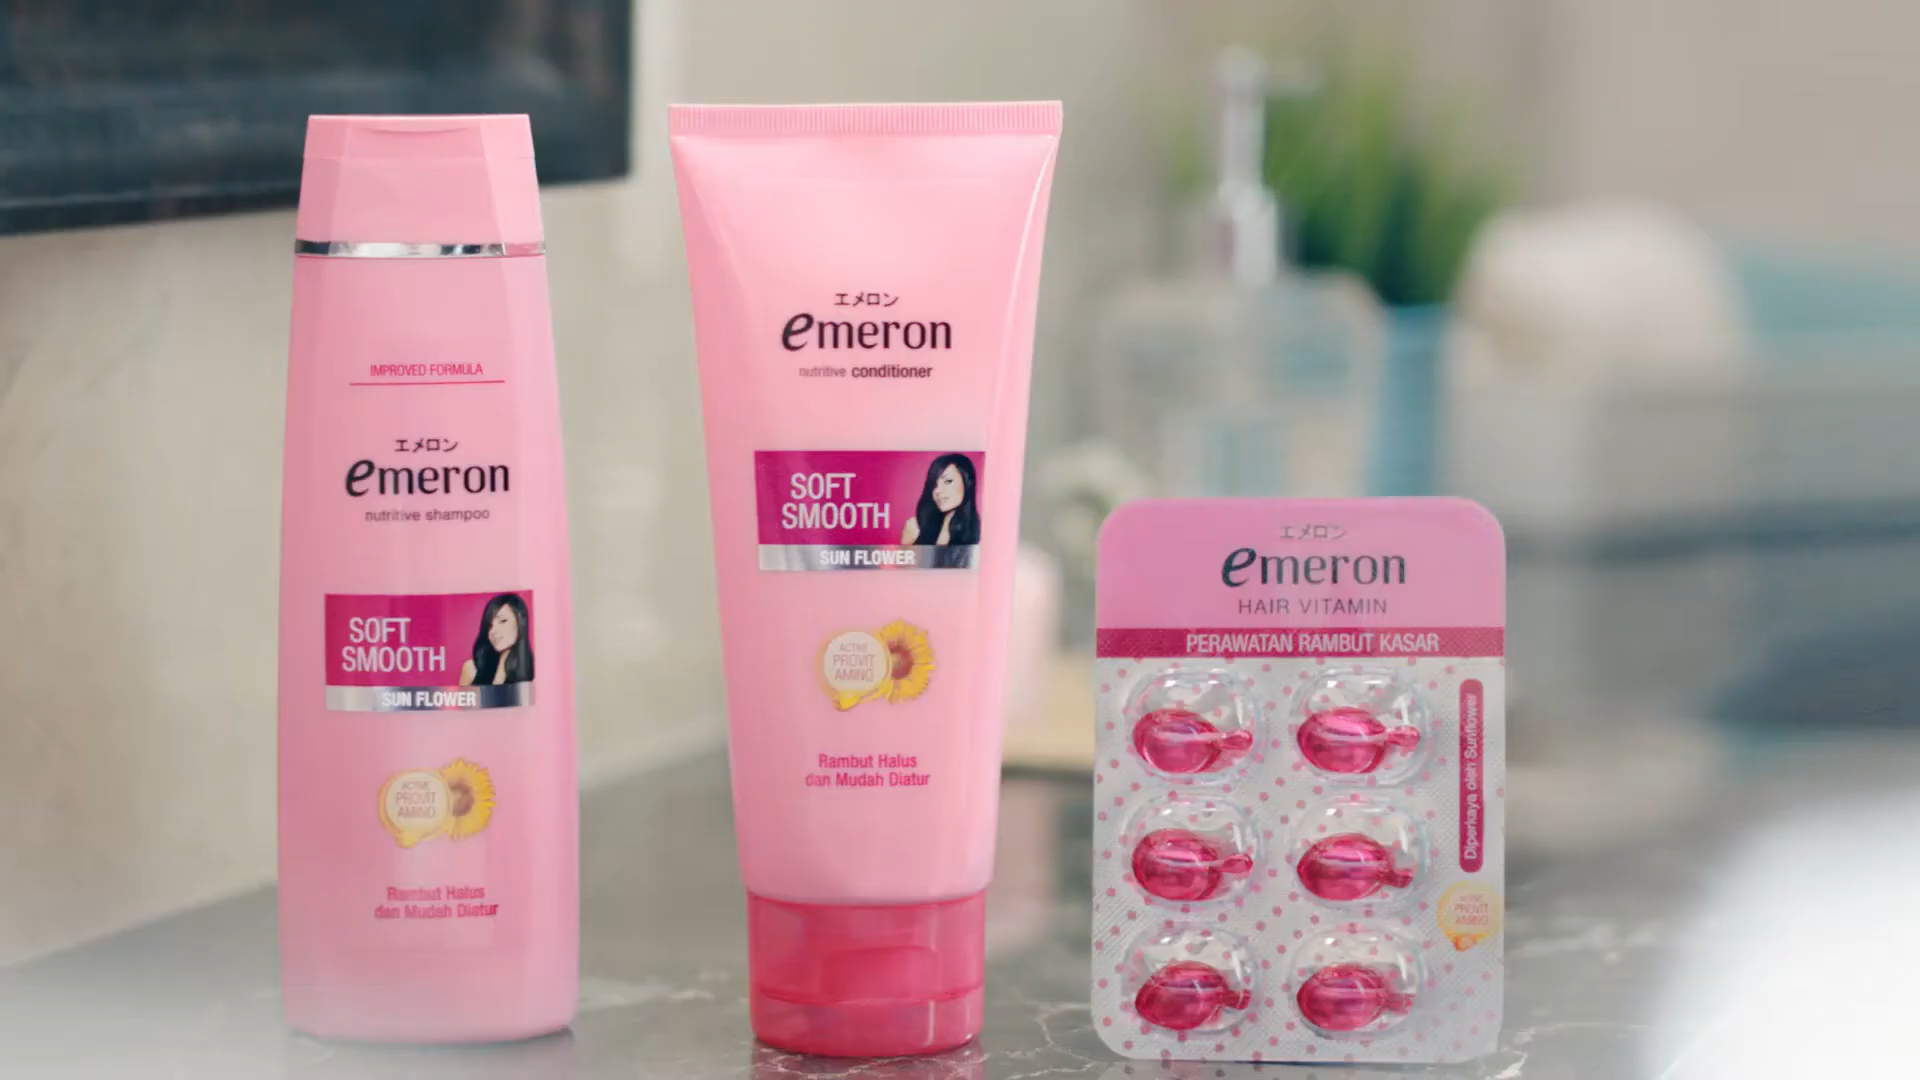 IMPROVED FORMULA
エメロン
emeron
nutritive shampoo
SOFT
SMOOTH
SUN FLOWER
ACTIVE
PROVIT
AMINO
Rambut Halus
dan Mudah Diatur
エメロン
emeron
nutritive conditioner
SOFT
SMOOTH
SUN FLOWER
ACTIVE
PROVIT
AMINO
Rambut Halus
dan Mudah Diatur
エメロン
emeron
HAIR VITAMIN
PERAWATAN RAMBUT KASAR
Diperkaya oleh Sunflower
ACTIVE
PROVIT
AMINO